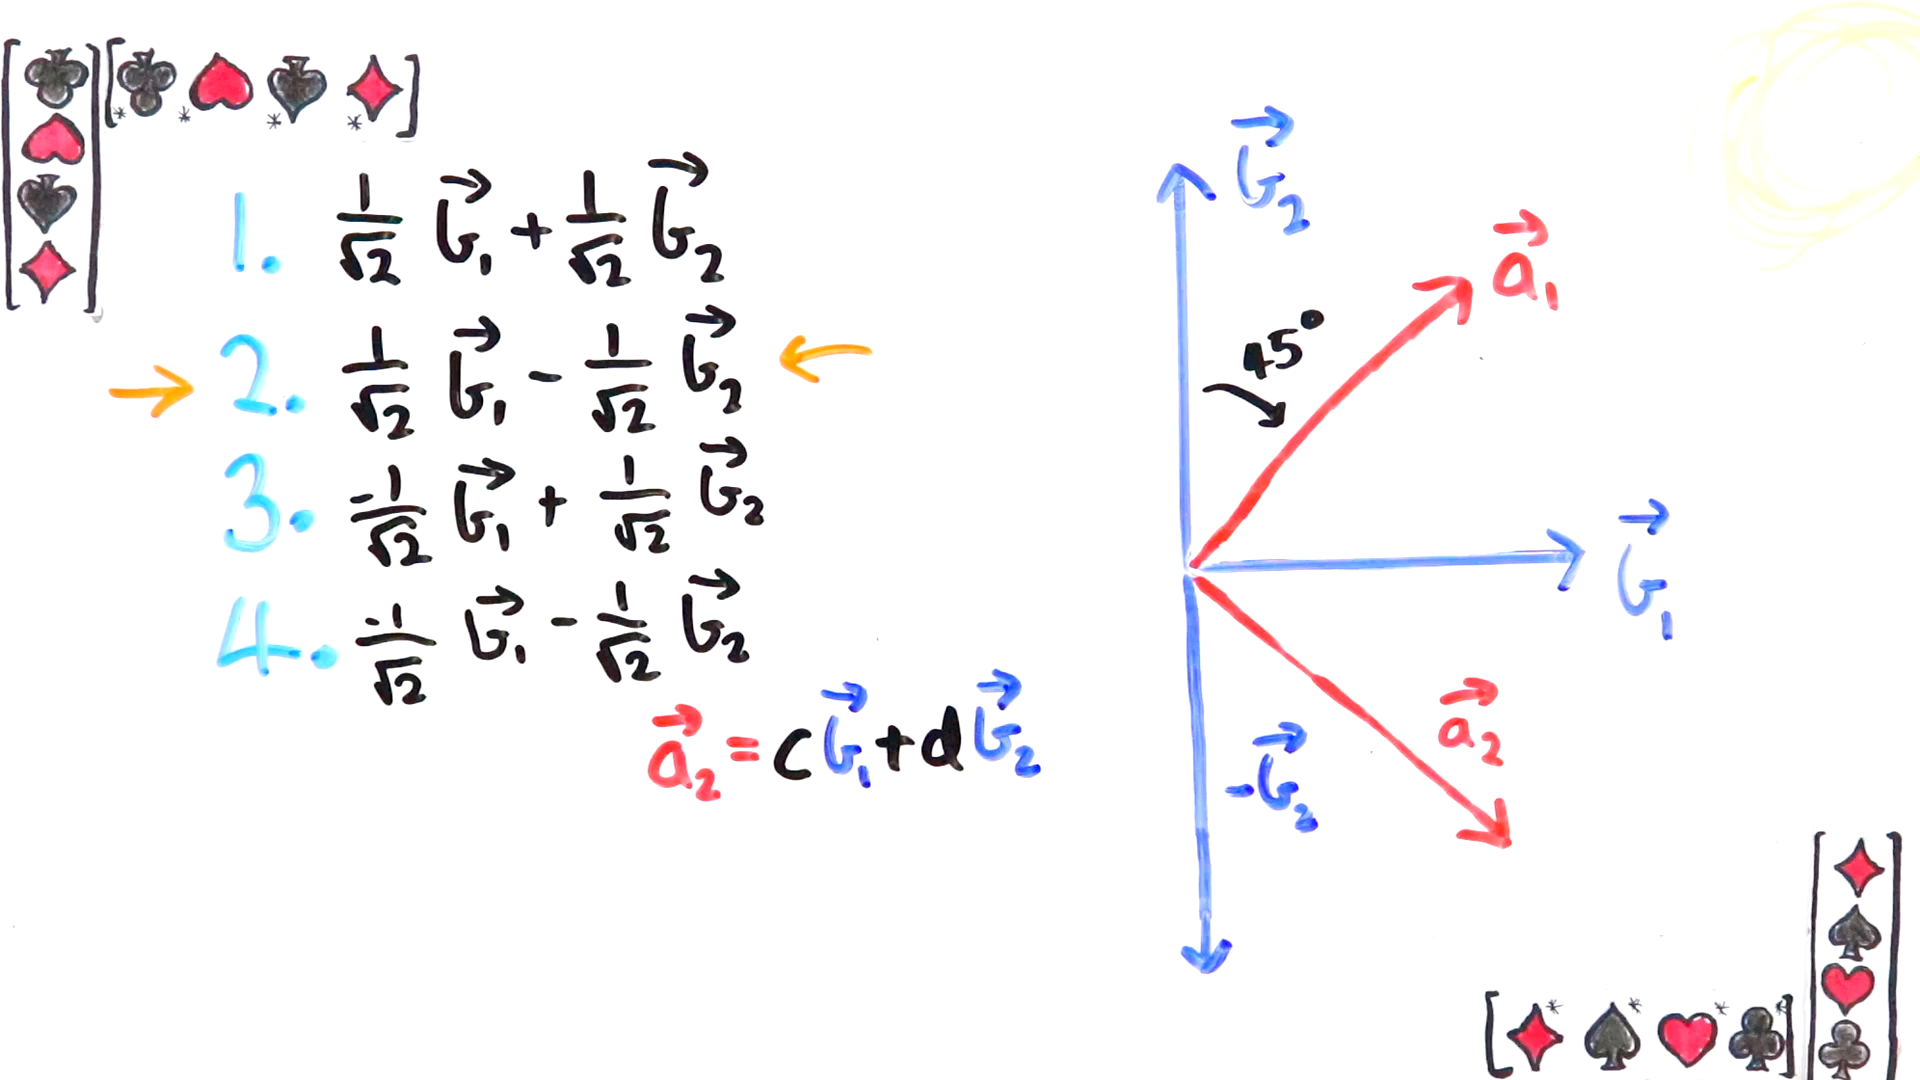 1. 1/√2 b⃗₁ + 1/√2 b⃗₂
2. 1/√2 b⃗₁ - 1/√2 b⃗₂
3. -1/√2 b⃗₁ + 1/√2 b⃗₂
4. -1/√2 b⃗₁ - 1/√2 b⃗₂
a⃗₂ = c b⃗₁ + d b⃗₂
b⃗₂
a⃗₁
45°
b⃗₁
a⃗₂
-b⃗₂